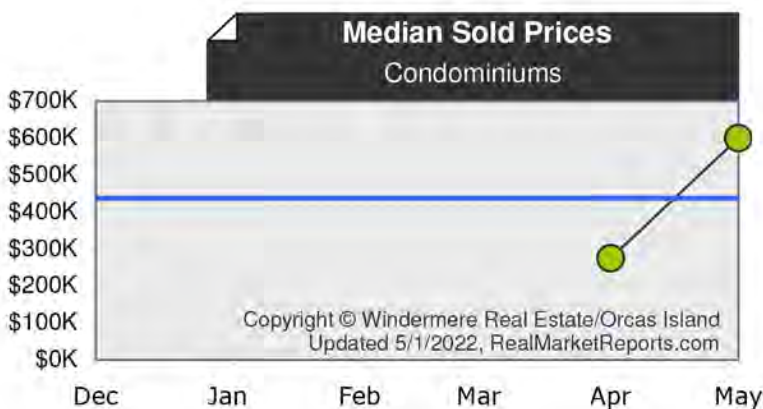 Median Sold Prices
Condominiums
$700K
$600K
$500K
$400K
$300K
$200K
$100K
$0K
Copyright © Windermere Real Estate/Orcas Island
Updated 5/1/2022, RealMarketReports.com
Dec Jan Feb Mar Apr May